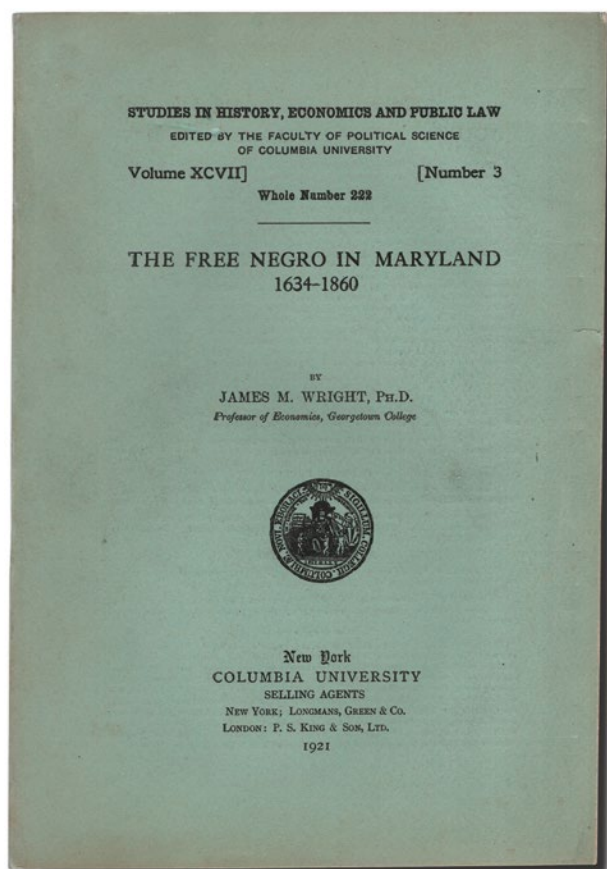 STUDIES IN HISTORY, ECONOMICS AND PUBLIC LAW
EDITED BY THE FACULTY OF POLITICAL SCIENCE
OF COLUMBIA UNIVERSITY
Volume XCVII] [Number 3
Whole Number 222
THE FREE NEGRO IN MARYLAND
1634-1860
BY
JAMES M. WRIGHT, PH.D.
Professor of Economics, Georgetown College
New York
COLUMBIA UNIVERSITY
SELLING AGENTS
NEW YORK; LONGMANS, GREEN & CO.
LONDON: P. S. KING & SON, LTD.
1921